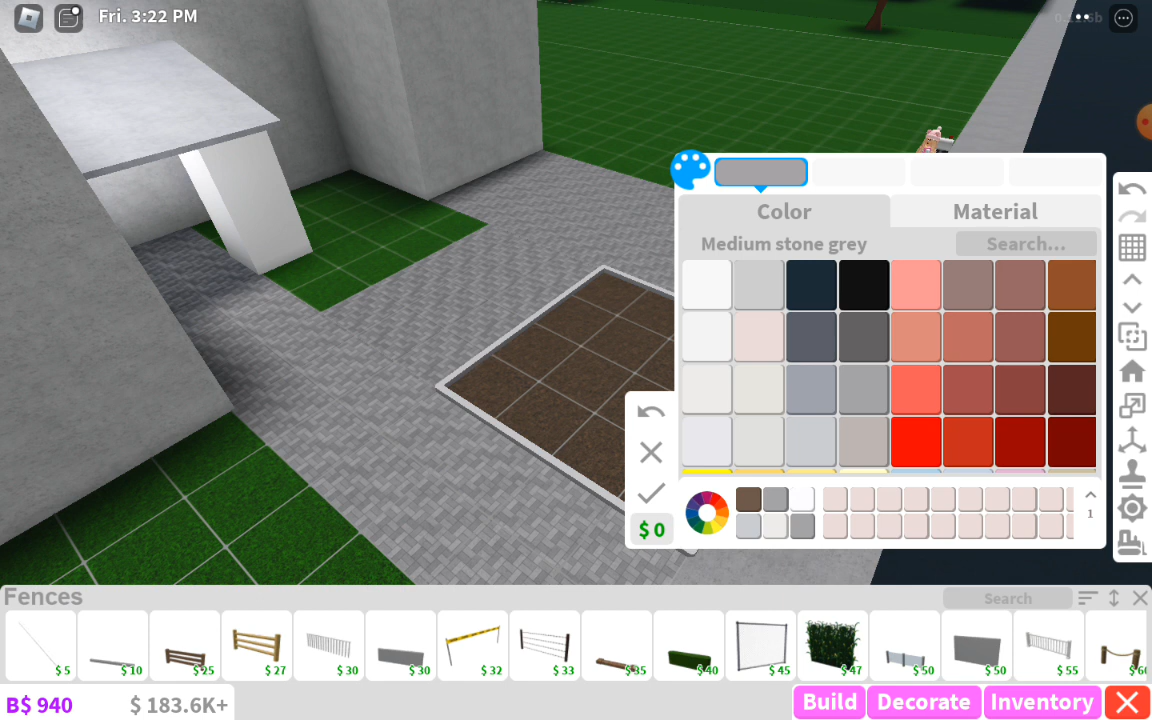 Fri. 3:22 PM
Color
Material
Medium stone grey
Search...
1
$ 0
Fences
Search
$ 5
$ 10
$ 25
$ 27
$ 30
$ 30
$ 32
$ 33
$ 35
$ 40
$ 45
$ 47
$ 50
$ 50
$ 55
B$ 940
$ 183.6K+
Build
Decorate
Inventory